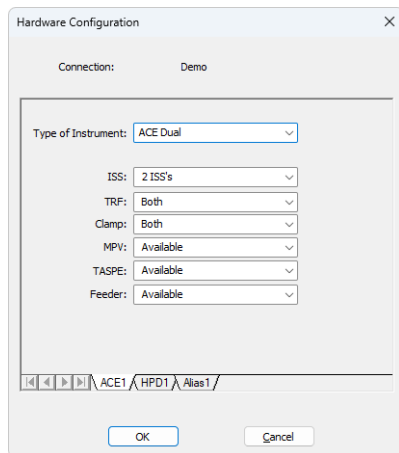 Hardware Configuration
Connection: Demo
Type of Instrument: ACE Dual
ISS: 2 ISS's
TRF: Both
Clamp: Both
MPV: Available
TASPE: Available
Feeder: Available
ACE1 HPD1 Alias1
OK Cancel